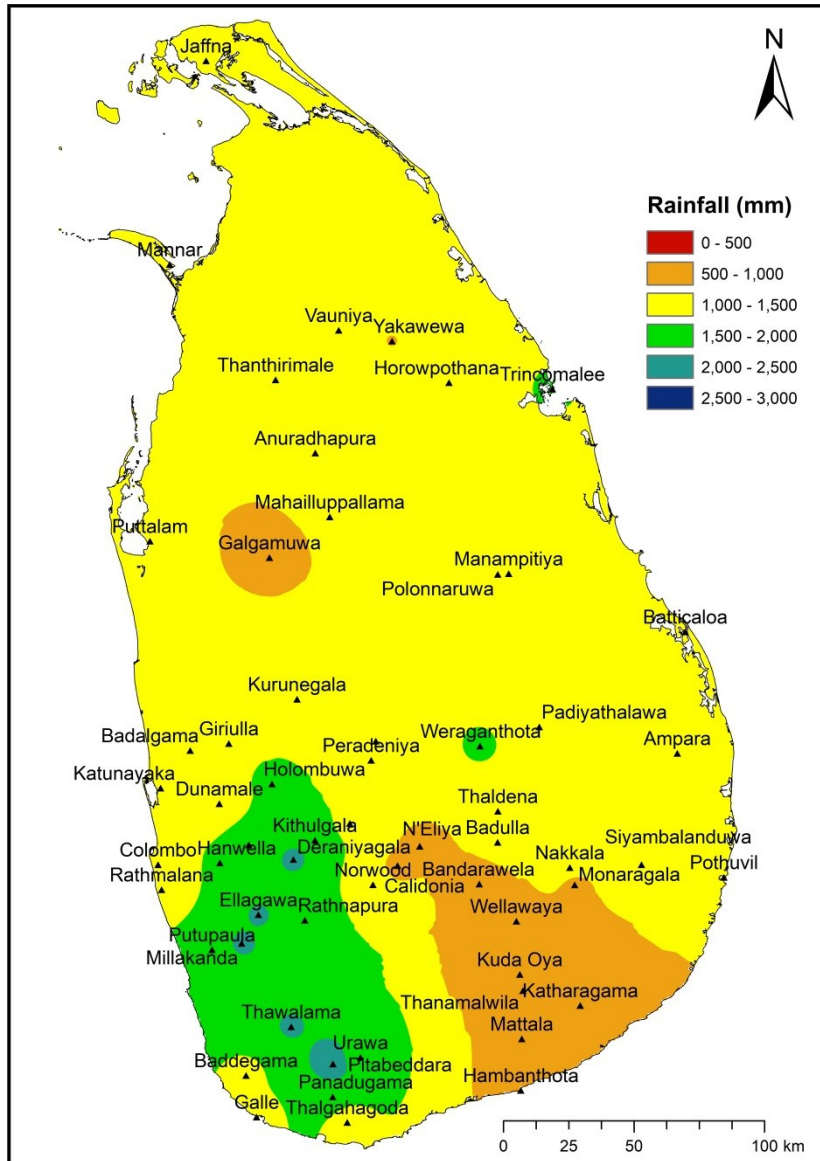 Jaffna
N
Rainfall (mm)
0 - 500
500 - 1,000
1,000 - 1,500
1,500 - 2,000
2,000 - 2,500
2,500 - 3,000
Mannar
Vauniya
Yakawewa
Thanthirimale
Horowpothana
Trincomalee
Anuradhapura
Mahailluppallama
Puttalam
Galgamuwa
Manampitiya
Polonnaruwa
Batticaloa
Kurunegala
Badalgama
Giriulla
Weraganthota
Padiyathalawa
Peradeniya
Ampara
Katunayaka
Holombuwa
Dunamale
Thaldena
Kithulgala
N'Eliya
Badulla
Siyambalanduwa
Colombo
Hanwella
Deraniyagala
Nakkala
Pothuvil
Rathmalana
Norwood
Bandarawela
Monaragala
Calidonia
Ellagawa
Rathnapura
Wellawaya
Putupaula
Millakanda
Kuda Oya
Thanamalwila
Katharagama
Thawalama
Mattala
Urawa
Baddegama
Pitabeddara
Panadugama
Hambanthota
Galle
Thalgahagoda
0 25 50 100 km